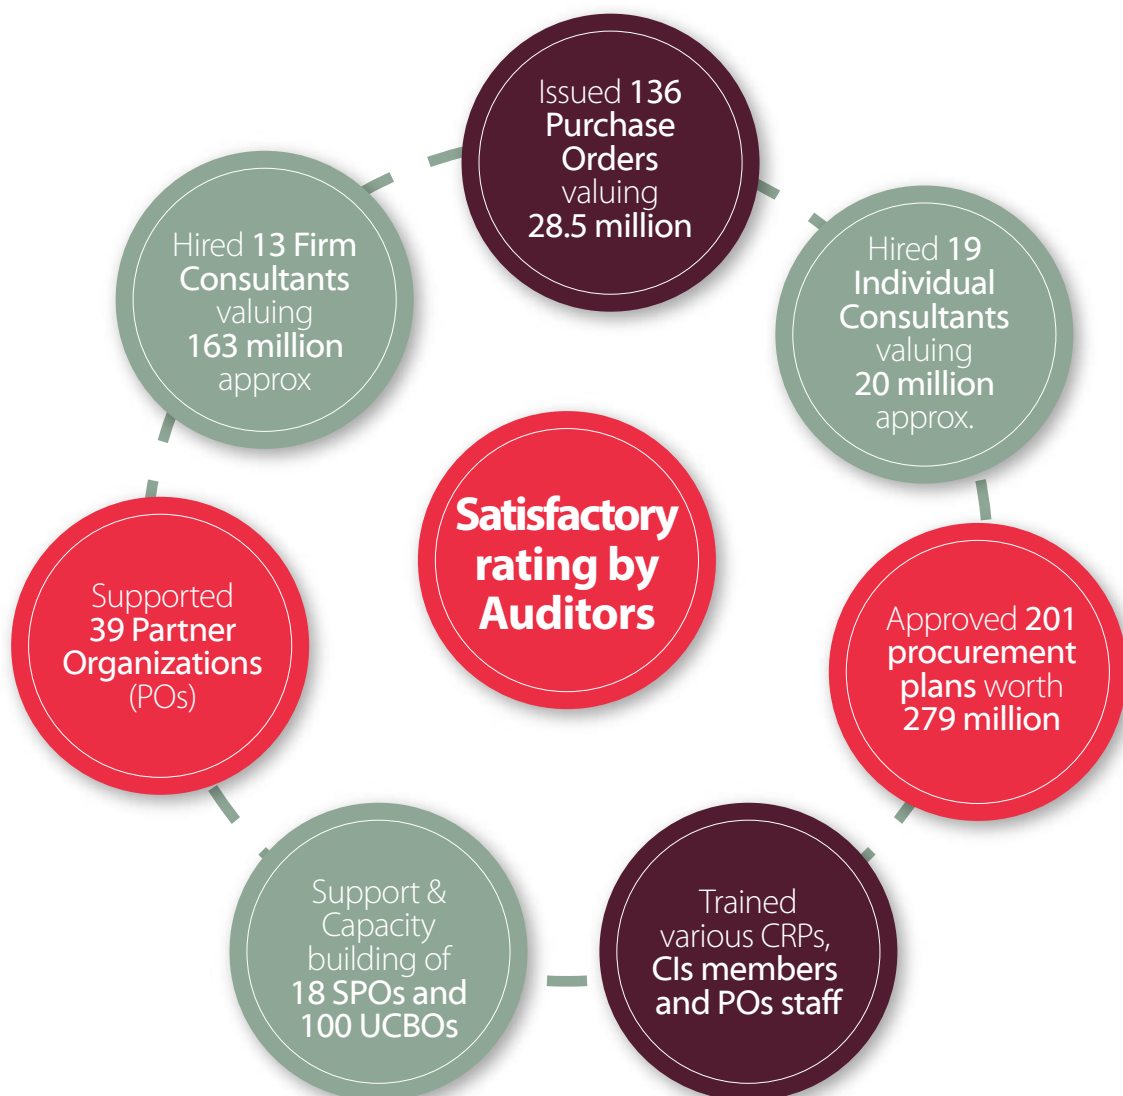 Issued 136
Purchase
Orders
valuing
28.5 million
Hired 13 Firm
Consultants
valuing
163 million
approx
Hired 19
Individual
Consultants
valuing
20 million
approx.
Satisfactory
rating by
Auditors
Supported
39 Partner
Organizations
(POs)
Approved 201
procurement
plans worth
279 million
Support &
Capacity
building of
18 SPOs and
100 UCBOs
Trained
various CRPs,
CIs members
and POs staff